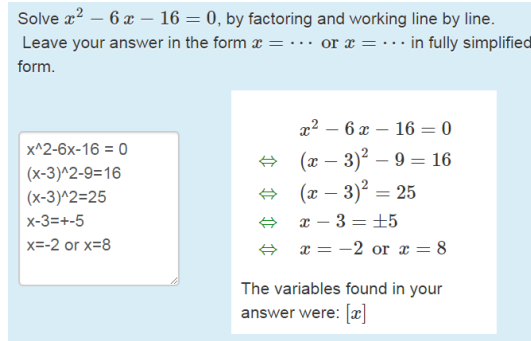 Solve x² − 6 x − 16 = 0, by factoring and working line by line.
Leave your answer in the form x = ⋯ or x = ⋯ in fully simplified
form.
x^2-6x-16 = 0
(x-3)^2-9=16
(x-3)^2=25
x-3=+-5
x=-2 or x=8
x² − 6 x − 16 = 0
⇔ (x − 3)² − 9 = 16
⇔ (x − 3)² = 25
⇔ x − 3 = ±5
⇔ x = −2 or x = 8
The variables found in your
answer were: [x]